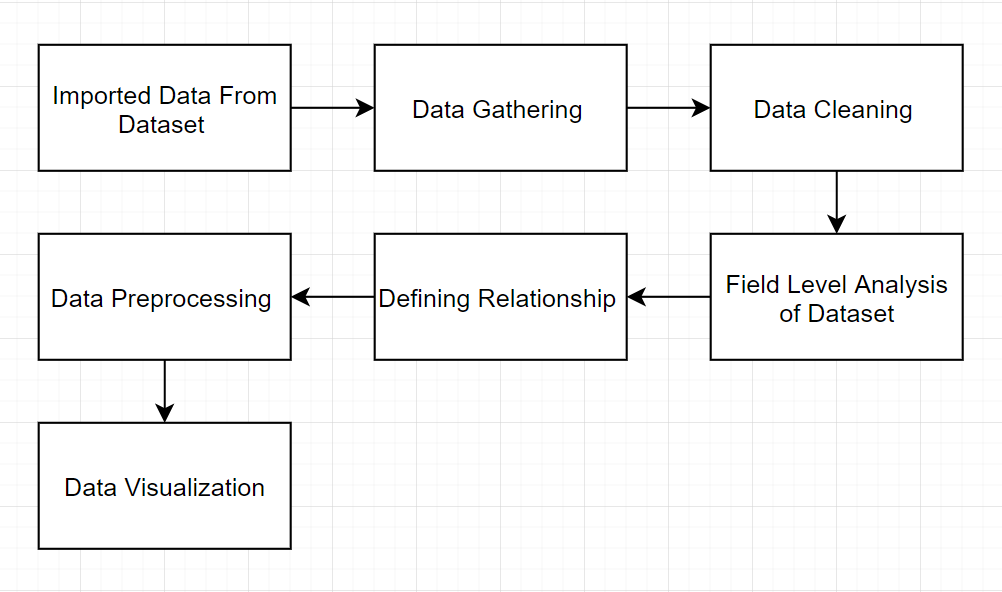 Imported Data From
Dataset
Data Gathering
Data Cleaning
Field Level Analysis
of Dataset
Defining Relationship
Data Preprocessing
Data Visualization